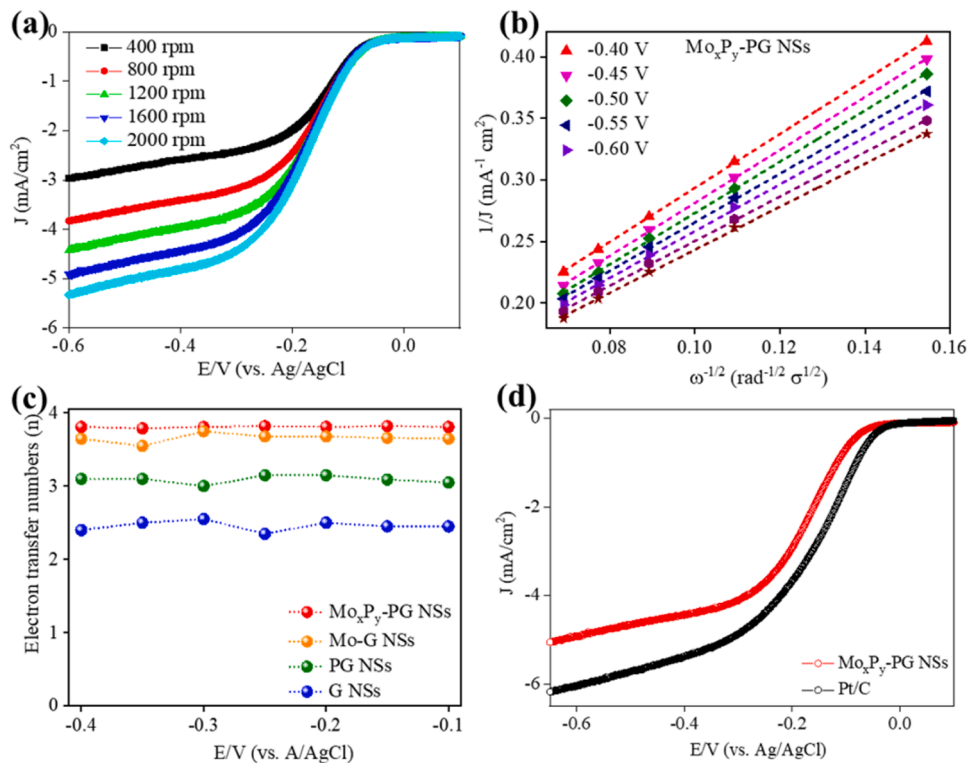 (a)
0
-1
-2
-3
-4
-5
-6
J (mA/cm²)
400 rpm
800 rpm
1200 rpm
1600 rpm
2000 rpm
-0.6 -0.4 -0.2 0.0
E/V (vs. Ag/AgCl
(b)
0.40
0.35
0.30
0.25
0.20
1/J (mA⁻¹ cm²)
-0.40 V
-0.45 V
-0.50 V
-0.55 V
-0.60 V
MoₓPᵧ-PG NSs
0.08 0.10 0.12 0.14 0.16
ω⁻¹/² (rad⁻¹/² σ¹/²)
(c)
4
3
2
1
0
Electron transfer numbers (n)
MoₓPᵧ-PG NSs
Mo-G NSs
PG NSs
G NSs
-0.4 -0.3 -0.2 -0.1
E/V (vs. A/AgCl
(d)
0
-2
-4
-6
J (mA/cm²)
MoₓPᵧ-PG NSs
Pt/C
-0.6 -0.4 -0.2 0.0
E/V (vs. Ag/AgCl